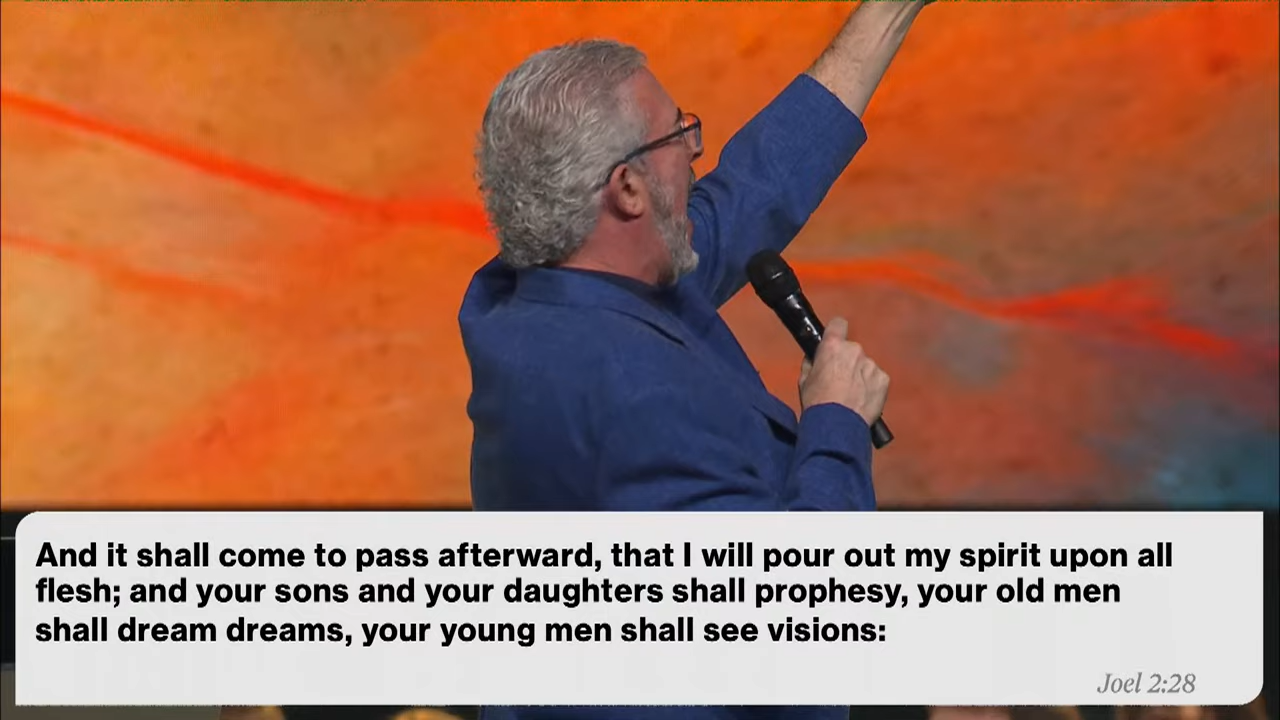 And it shall come to pass afterward, that I will pour out my spirit upon all
flesh; and your sons and your daughters shall prophesy, your old men
shall dream dreams, your young men shall see visions:
Joel 2:28